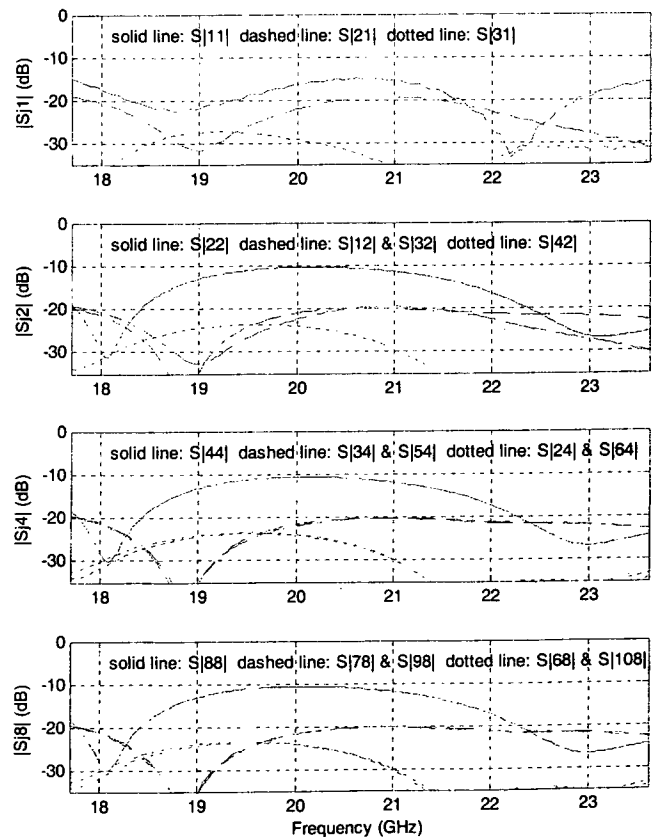 solid line: S|11| dashed line: S|21| dotted line: S|31|
0
-10
-20
-30
|Sj1| (dB)
18 19 20 21 22 23
solid line: S|22| dashed line: S|12| & S|32| dotted line: S|42|
0
-10
-20
-30
|Sj2| (dB)
18 19 20 21 22 23
solid line: S|44| dashed line: S|34| & S|54| dotted line: S|24| & S|64|
0
-10
-20
-30
|Sj4| (dB)
18 19 20 21 22 23
solid line: S|88| dashed line: S|78| & S|98| dotted line: S|68| & S|108|
0
-10
-20
-30
|Sj8| (dB)
18 19 20 21 22 23
Frequency (GHz)